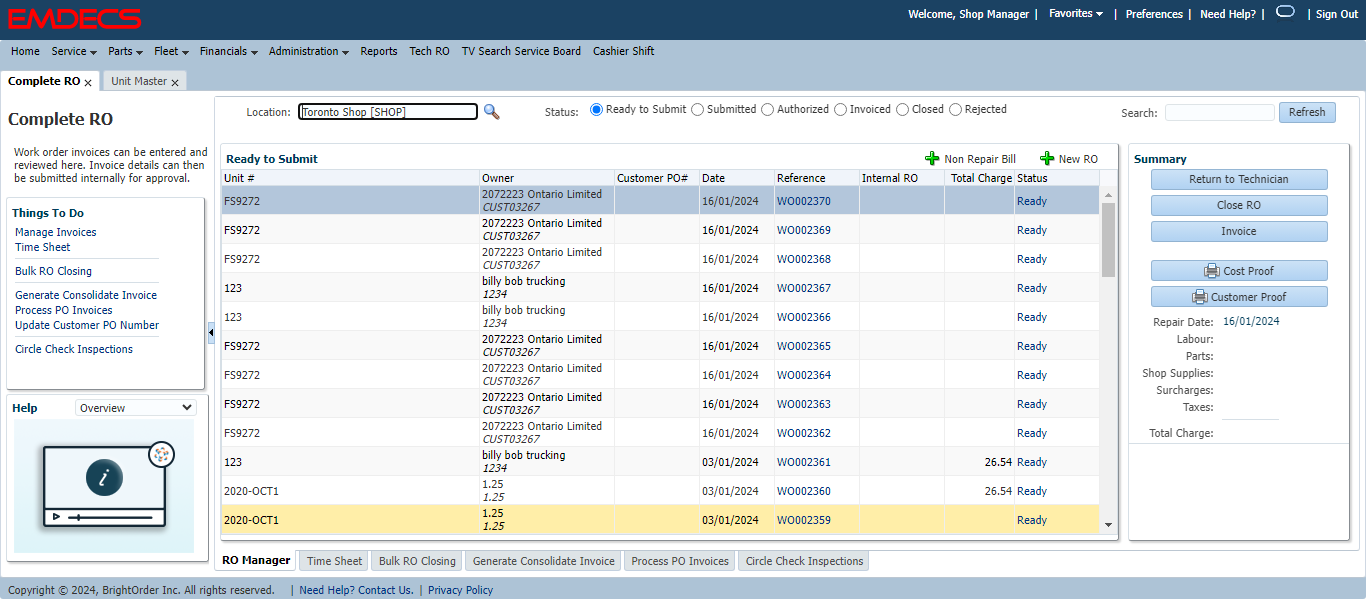 EMDECS
Welcome, Shop Manager | Favorites | Preferences | Need Help? | | Sign Out
Home Service Parts Fleet Financials Administration Reports Tech RO TV Search Service Board Cashier Shift
Complete RO x Unit Master x
Complete RO
Work order invoices can be entered and
reviewed here. Invoice details can then
be submitted internally for approval.
Things To Do
Manage Invoices
Time Sheet
Bulk RO Closing
Generate Consolidate Invoice
Process PO Invoices
Update Customer PO Number
Circle Check Inspections
Help Overview
i
Location: Toronto Shop [SHOP] Status: Ready to Submit Submitted Authorized Invoiced Closed Rejected Search: Refresh
Ready to Submit Non Repair Bill New RO
Unit # Owner Customer PO# Date Reference Internal RO Total Charge Status
FS9272 2072223 Ontario Limited 16/01/2024 WO002370 Ready
CUST03267
FS9272 2072223 Ontario Limited 16/01/2024 WO002369 Ready
CUST03267
FS9272 2072223 Ontario Limited 16/01/2024 WO002368 Ready
CUST03267
123 billy bob trucking 16/01/2024 WO002367 Ready
1234
123 billy bob trucking 16/01/2024 WO002366 Ready
1234
FS9272 2072223 Ontario Limited 16/01/2024 WO002365 Ready
CUST03267
FS9272 2072223 Ontario Limited 16/01/2024 WO002364 Ready
CUST03267
FS9272 2072223 Ontario Limited 16/01/2024 WO002363 Ready
CUST03267
FS9272 2072223 Ontario Limited 16/01/2024 WO002362 Ready
CUST03267
123 billy bob trucking 03/01/2024 WO002361 26.54 Ready
1234
2020-OCT1 1.25 03/01/2024 WO002360 26.54 Ready
1.25
2020-OCT1 1.25 03/01/2024 WO002359 Ready
1.25
Summary
Return to Technician
Close RO
Invoice
Cost Proof
Customer Proof
Repair Date: 16/01/2024
Labour:
Parts:
Shop Supplies:
Surcharges:
Taxes:
Total Charge:
RO Manager Time Sheet Bulk RO Closing Generate Consolidate Invoice Process PO Invoices Circle Check Inspections
Copyright © 2024, BrightOrder Inc. All rights reserved. | Need Help? Contact Us. | Privacy Policy